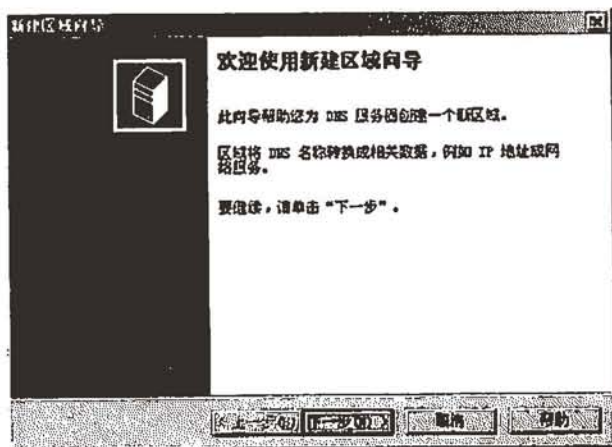 新建区域向导
欢迎使用新建区域向导
此向导帮助您为 DNS 服务器创建一个新区域。
区域将 DNS 名称转换成相关数据，例如 IP 地址或网
络服务。
要继续，请单击“下一步”。
< 上一步(B) 下一步(N) > 取消 帮助